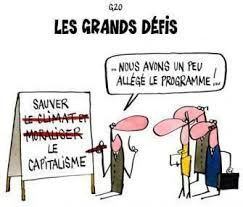 G20
LES GRANDS DÉFIS
..NOUS AVONS UN PEU
ALLÉGÉ LE PROGRAMME!..
SAUVER
LE CLIMAT ET
MORALISER
LE
CAPITALISME